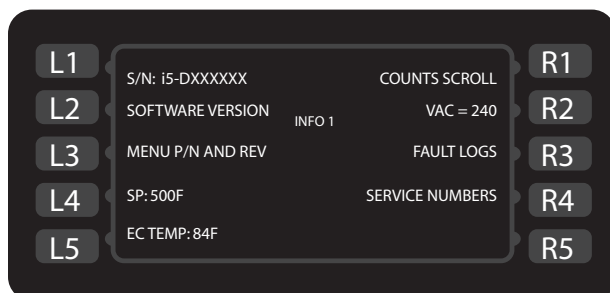 L1
S/N: i5-DXXXXXX
COUNTS SCROLL
R1
L2
SOFTWARE VERSION
INFO 1
VAC = 240
R2
L3
MENU P/N AND REV
FAULT LOGS
R3
L4
SP: 500F
SERVICE NUMBERS
R4
L5
EC TEMP: 84F
R5